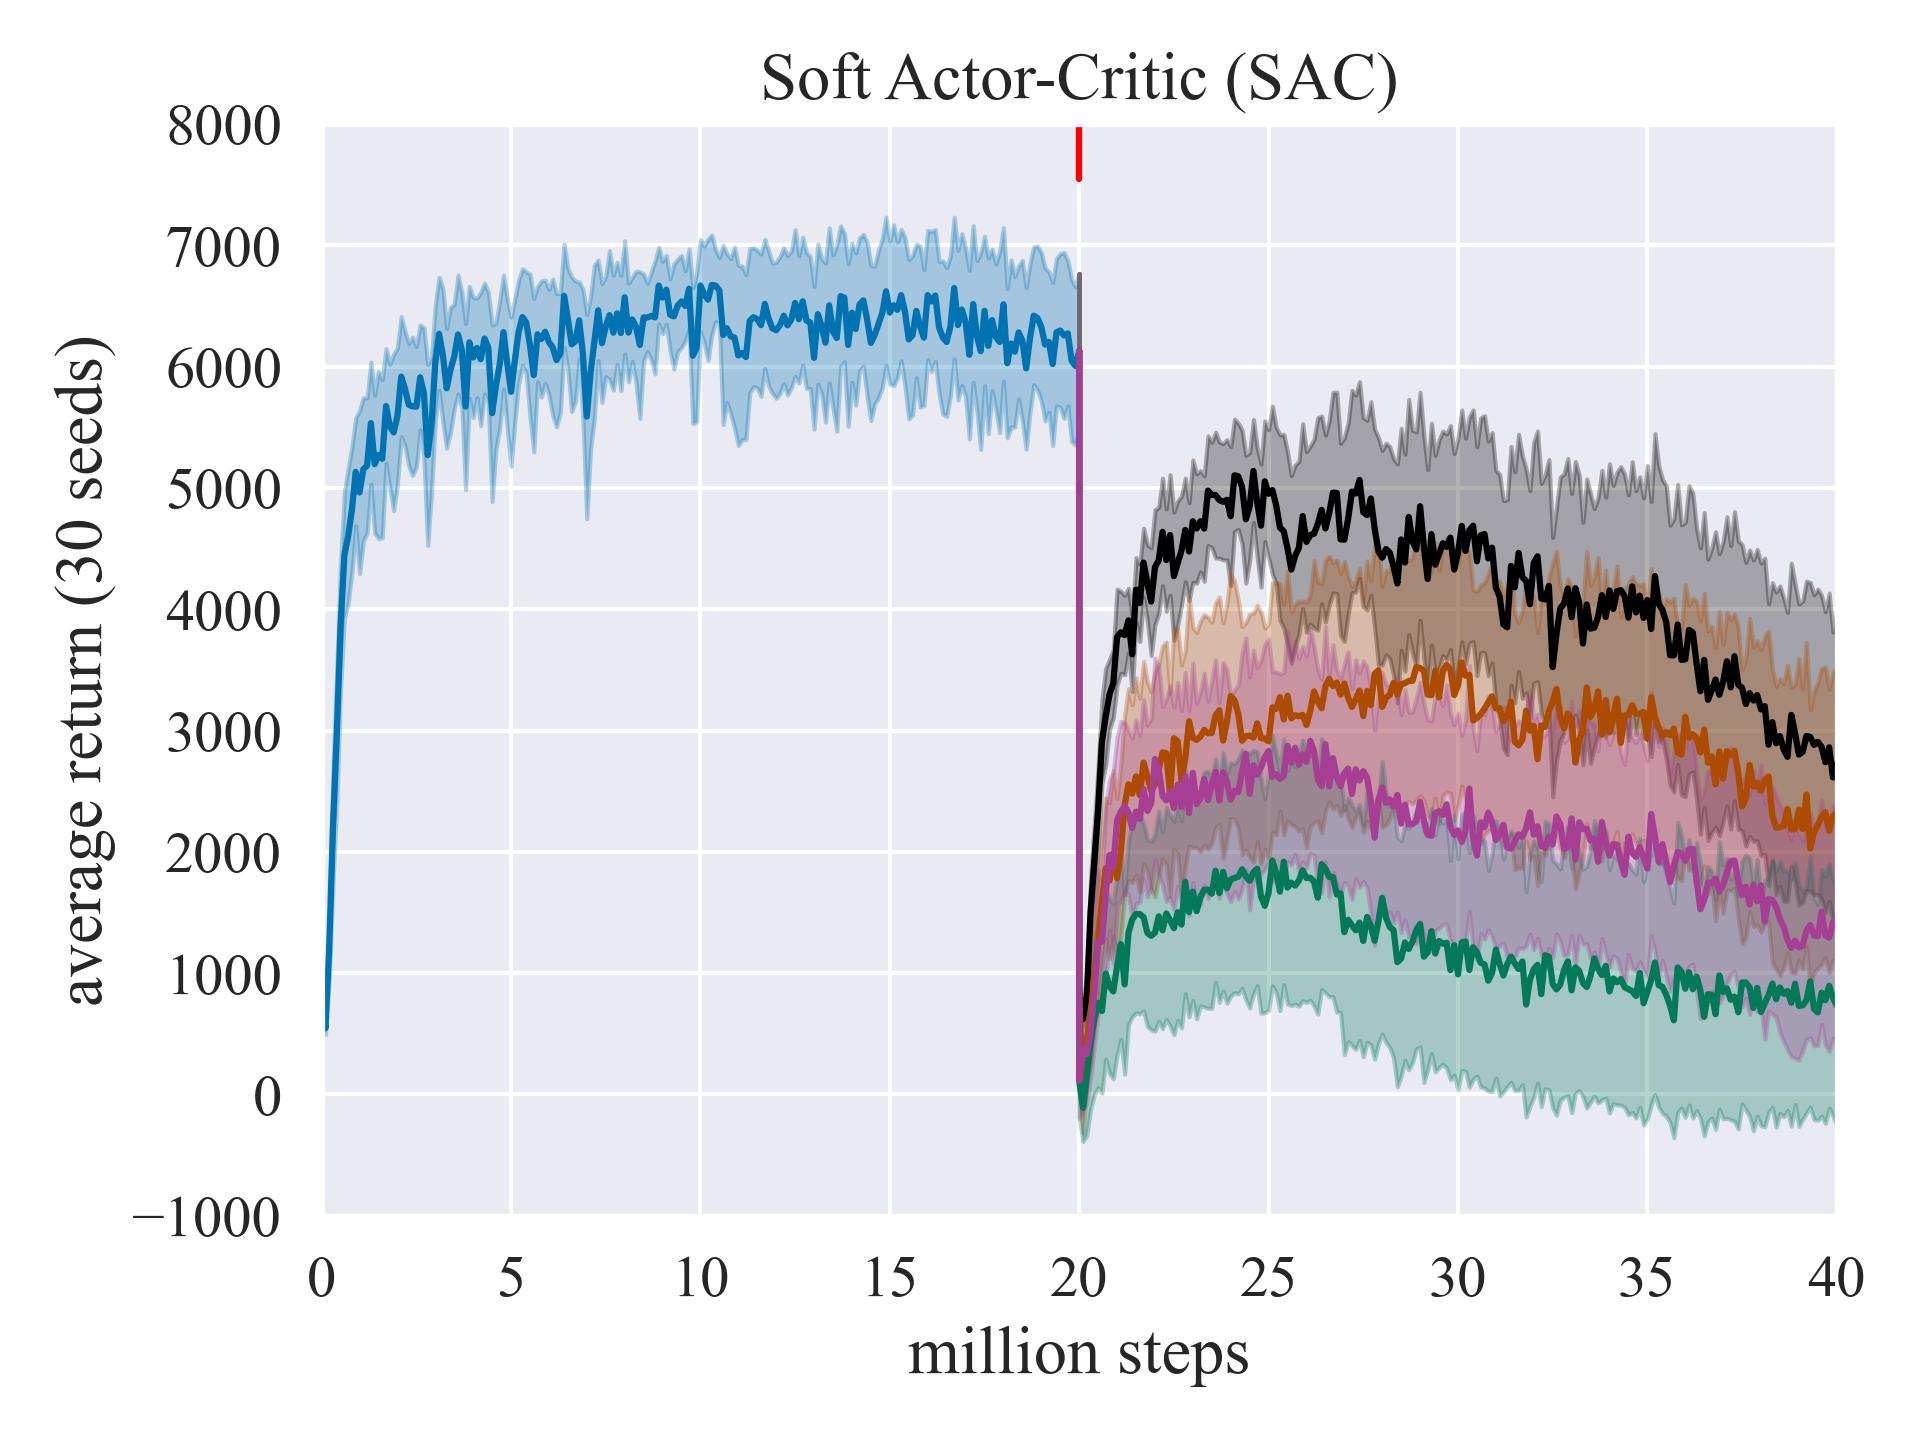 Soft Actor-Critic (SAC)
8000
7000
6000
5000
4000
3000
2000
1000
0
−1000
average return (30 seeds)
0 5 10 15 20 25 30 35 40
million steps